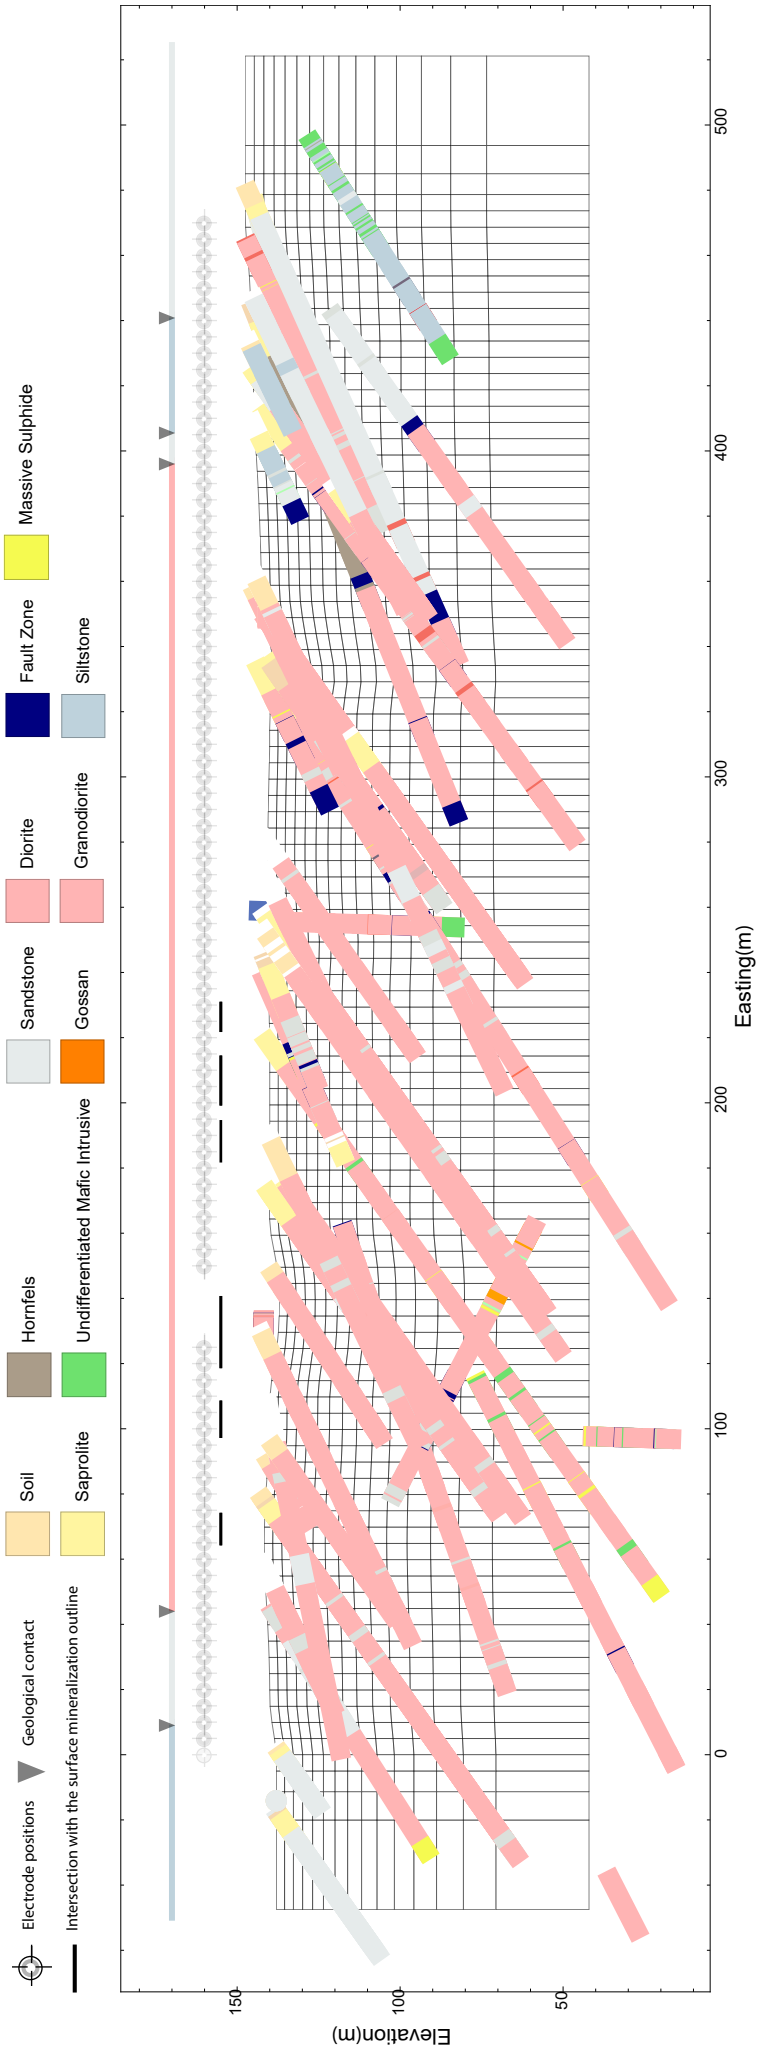 Electrode positions
Geological contact
Soil
Hornfels
Sandstone
Diorite
Fault Zone
Massive Sulphide
Intersection with the surface mineralization outline
Saprolite
Undifferentiated Mafic Intrusive
Gossan
Granodiorite
Siltstone
150
100
50
Elevation(m)
0
100
200
300
400
500
Easting(m)